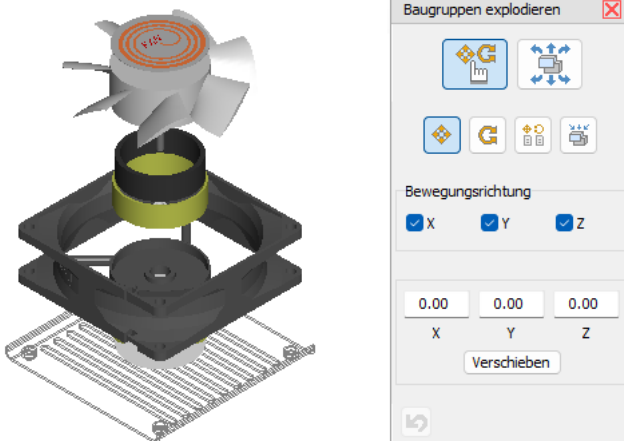 Baugruppen explodieren
Bewegungsrichtung
X Y Z
0.00 0.00 0.00
X Y Z
Verschieben